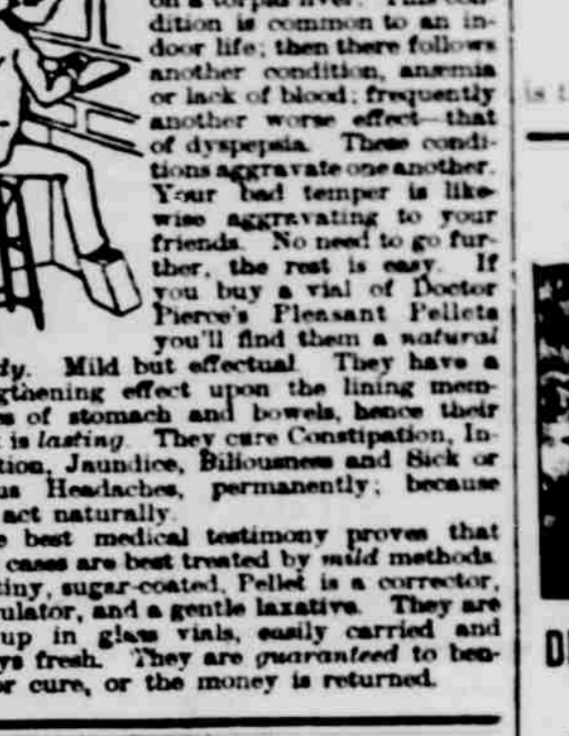 on a torpid liver. This con-
dition is common to an in-
door life; then there follows
another condition, anæmia
or lack of blood; frequently
another worse effect—that
of dyspepsia. These condi-
tions aggravate one another.
Your bad temper is like-
wise aggravating to your
friends. No need to go fur-
ther, the rest is easy. If
you buy a vial of Doctor
Pierce's Pleasant Pellets
you'll find them a natural
dy. Mild but effectual. They have a
gthening effect upon the lining mem-
s of stomach and bowels, hence their
is lasting. They cure Constipation, In-
tion, Jaundice, Biliousness and Sick or
us Headaches, permanently; because
act naturally.
best medical testimony proves that
cases are best treated by mild methods.
tiny, sugar-coated, Pellet is a corrector,
ulator, and a gentle laxative. They are
up in glass vials, easily carried and
ys fresh. They are guaranteed to ben-
or cure, or the money is returned.
is t